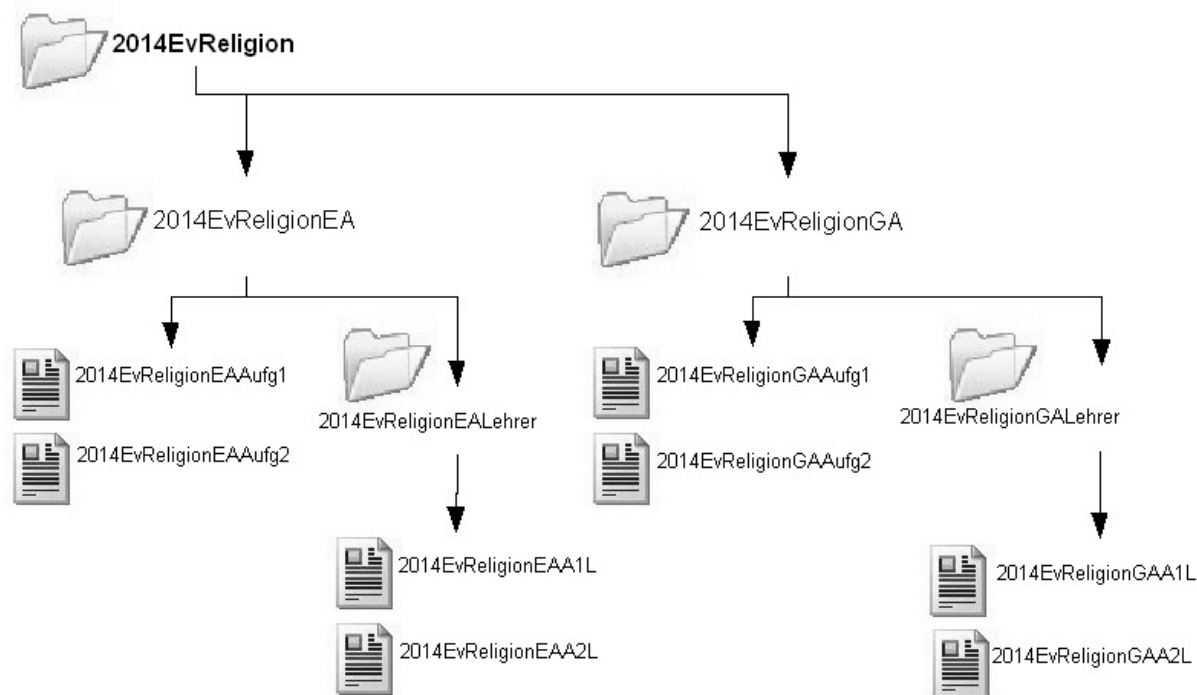 2014EvReligion
2014EvReligionEA
2014EvReligionGA
2014EvReligionEAAufg1
2014EvReligionEAAufg2
2014EvReligionEALehrer
2014EvReligionEAA1L
2014EvReligionEAA2L
2014EvReligionGAAufg1
2014EvReligionGAAufg2
2014EvReligionGALehrer
2014EvReligionGAA1L
2014EvReligionGAA2L